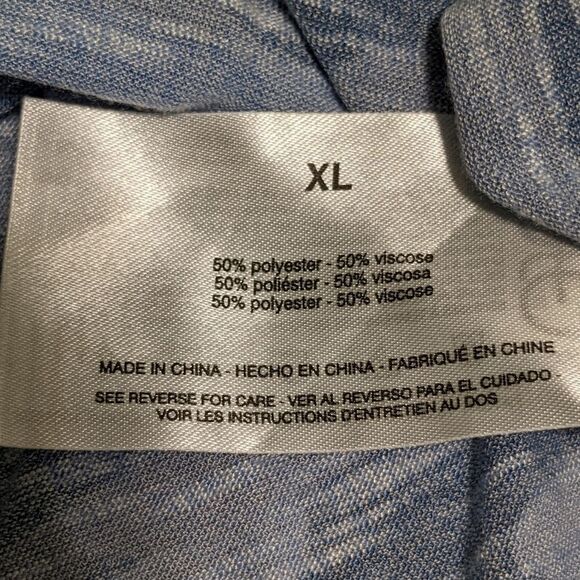 XL
50% polyester - 50% viscose
50% poliéster - 50% viscosa
50% polyester - 50% viscose
MADE IN CHINA - HECHO EN CHINA - FABRIQUÉ EN CHINE
SEE REVERSE FOR CARE - VER AL REVERSO PARA EL CUIDADO
VOIR LES INSTRUCTIONS D'ENTRETIEN AU DOS